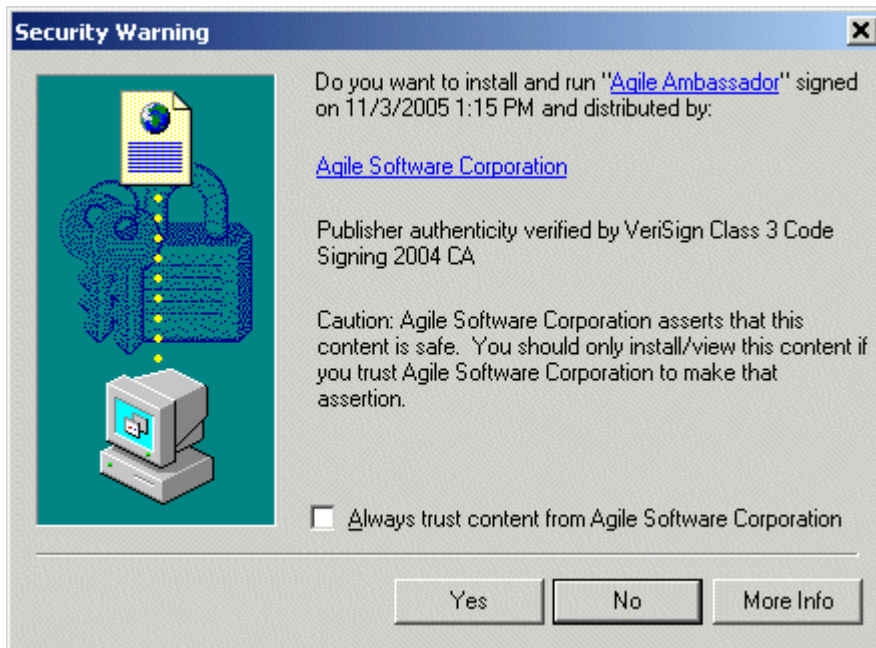 Security Warning
Do you want to install and run "Agile Ambassador" signed
on 11/3/2005 1:15 PM and distributed by:
Agile Software Corporation
Publisher authenticity verified by VeriSign Class 3 Code
Signing 2004 CA
Caution: Agile Software Corporation asserts that this
content is safe.  You should only install/view this content if
you trust Agile Software Corporation to make that
assertion.
Always trust content from Agile Software Corporation
Yes
No
More Info